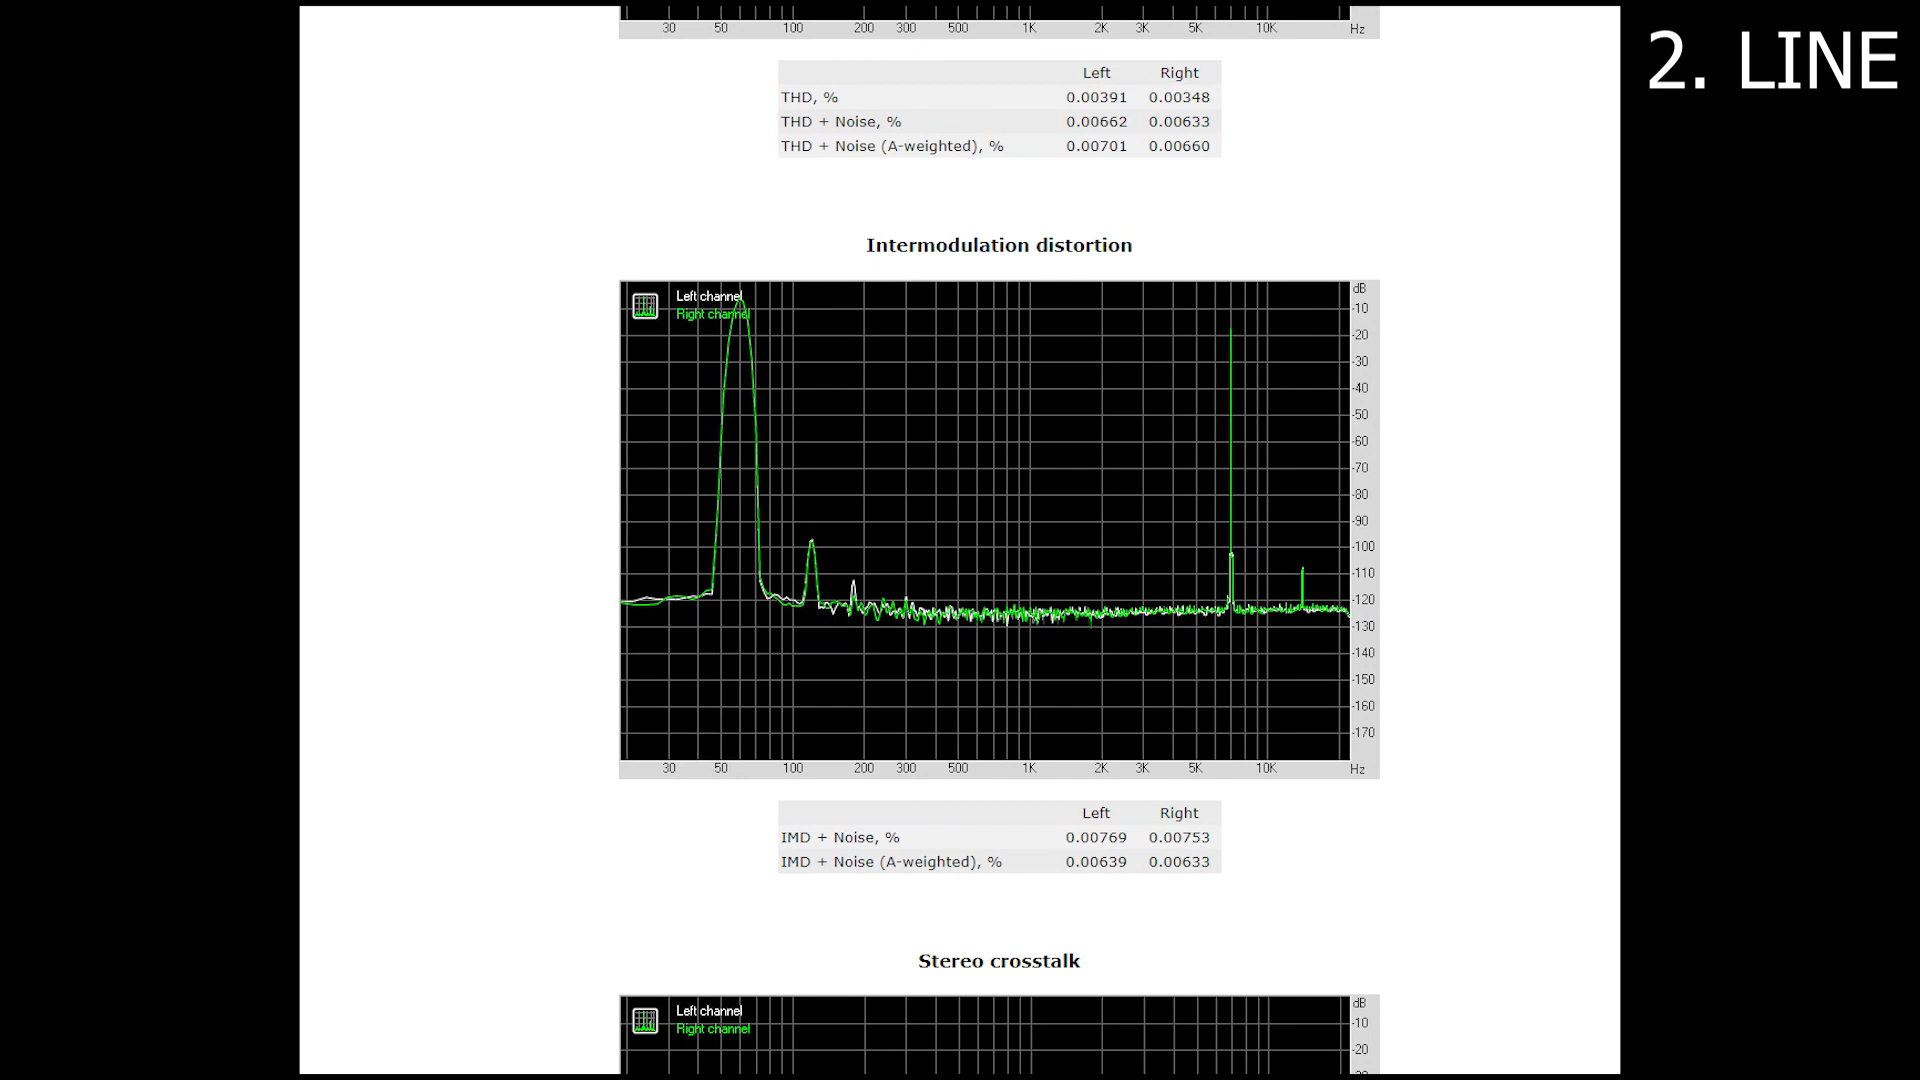 2. LINE
30 50 100 200 300 500 1K 2K 3K 5K 10K Hz
Left Right
THD, % 0.00391 0.00348
THD + Noise, % 0.00662 0.00633
THD + Noise (A-weighted), % 0.00701 0.00660
Intermodulation distortion
Left channel
Right channel
dB
-10
-20
-30
-40
-50
-60
-70
-80
-90
-100
-110
-120
-130
-140
-150
-160
-170
30 50 100 200 300 500 1K 2K 3K 5K 10K Hz
Left Right
IMD + Noise, % 0.00769 0.00753
IMD + Noise (A-weighted), % 0.00639 0.00633
Stereo crosstalk
Left channel
Right channel
dB
-10
-20